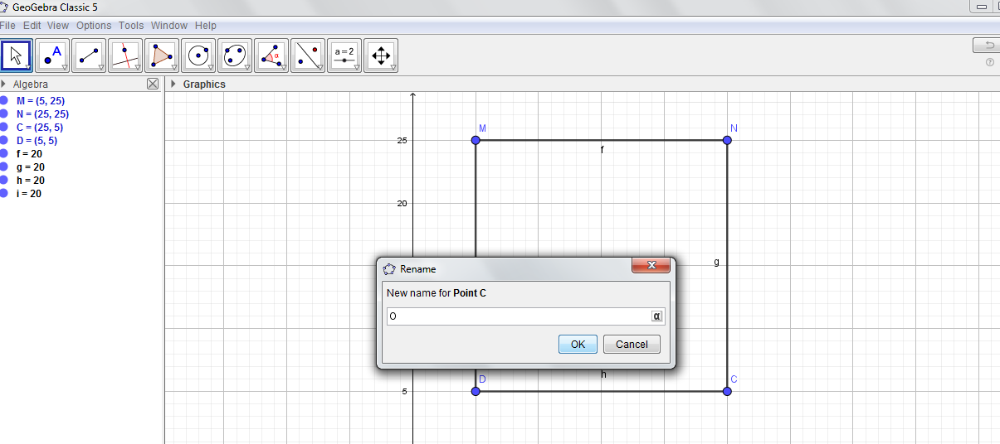 GeoGebra Classic 5
File Edit View Options Tools Window Help
A
α
a = 2
Algebra
Graphics
M = (5, 25)
N = (25, 25)
C = (25, 5)
D = (5, 5)
f = 20
g = 20
h = 20
i = 20
M
N
25
f
20
g
Rename
New name for Point C
O
α
OK
Cancel
D
h
C
5